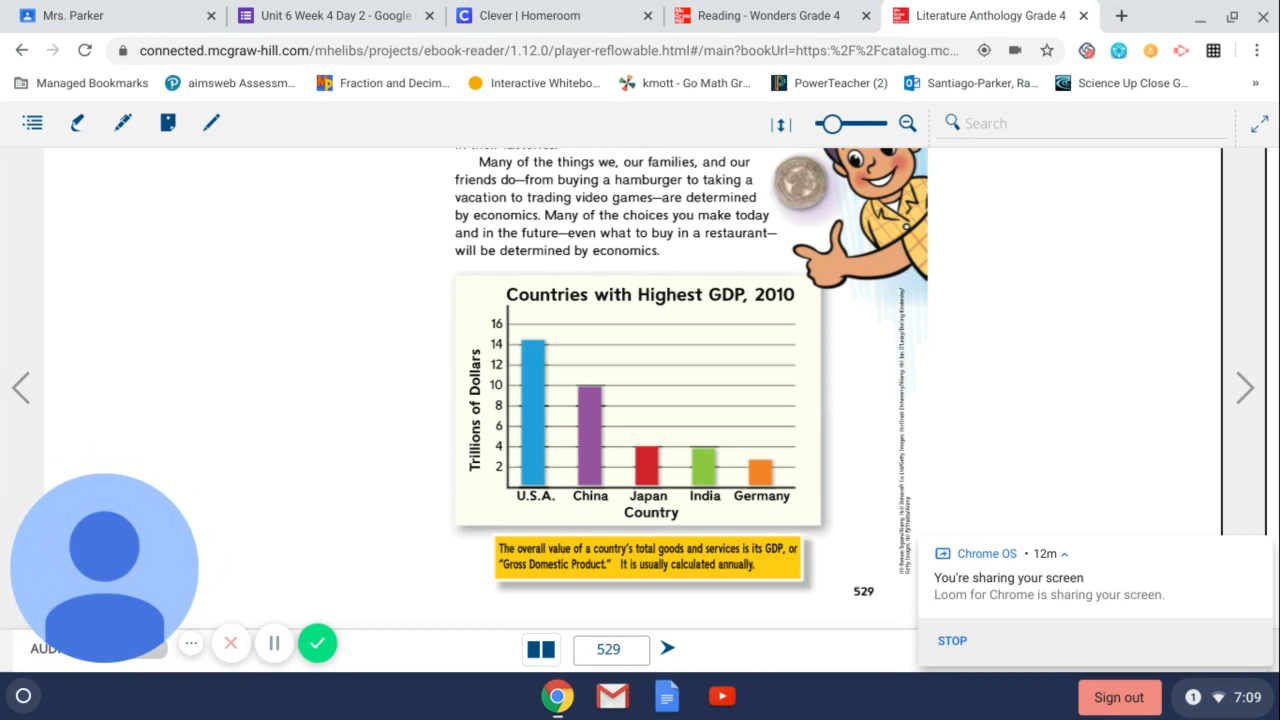 Mrs. Parker
Unit 6 Week 4 Day 2 - Google
Clever | Homeroom
Reading - Wonders Grade 4
Literature Anthology Grade 4
connected.mcgraw-hill.com/mhelibs/projects/ebook-reader/1.12.0/player-reflowable.html#/main?bookUrl=https:%2F%2Fcatalog.mc...
Managed Bookmarks
aimsweb Assessm...
Fraction and Decim...
Interactive Whitebo...
kmott - Go Math Gr...
PowerTeacher (2)
Santiago-Parker, Ra...
Science Up Close G...
»
Search
in their factories.
Many of the things we, our families, and our
friends do—from buying a hamburger to taking a
vacation to trading video games—are determined
by economics. Many of the choices you make today
and in the future—even what to buy in a restaurant—
will be determined by economics.
Countries with Highest GDP, 2010
Trillions of Dollars
16
14
12
10
8
6
4
2
U.S.A. China Japan India Germany
Country
The overall value of a country's total goods and services is its GDP, or
"Gross Domestic Product." It is usually calculated annually.
529
Chrome OS • 12m
You're sharing your screen
Loom for Chrome is sharing your screen.
STOP
529
Sign out
1
7:09